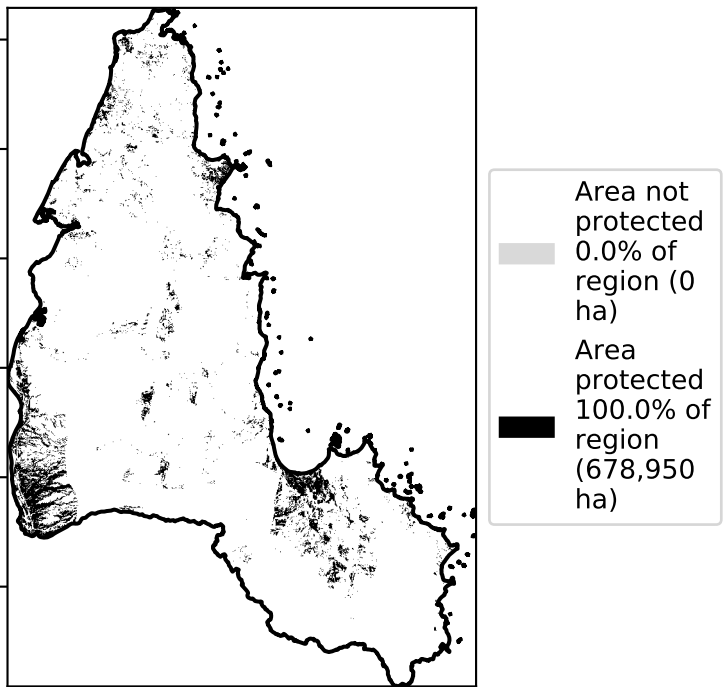 Area not
protected
0.0% of
region (0
ha)
Area
protected
100.0% of
region
(678,950
ha)